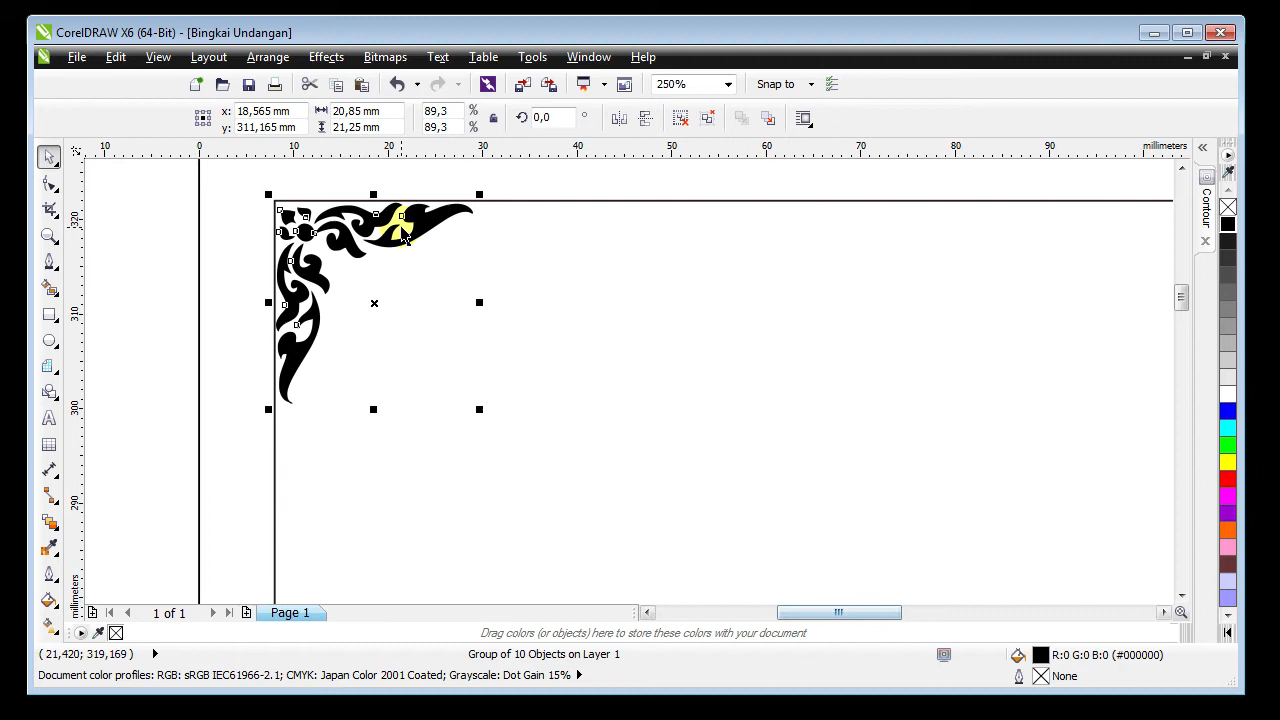 CorelDRAW X6 (64-Bit) - [Bingkai Undangan]
File Edit View Layout Arrange Effects Bitmaps Text Table Tools Window Help
250% Snap to
x: 18,565 mm 20,85 mm 89,3 % 0,0 °
y: 311,165 mm 21,25 mm 89,3 %
10 0 10 20 30 40 50 60 70 80 90 millimeters
320
310
300
290
millimeters
Contour
1 of 1 Page 1
Drag colors (or objects) here to store these colors with your document
( 21,420; 319,169 ) Group of 10 Objects on Layer 1 R:0 G:0 B:0 (#000000)
Document color profiles: RGB: sRGB IEC61966-2.1; CMYK: Japan Color 2001 Coated; Grayscale: Dot Gain 15% None